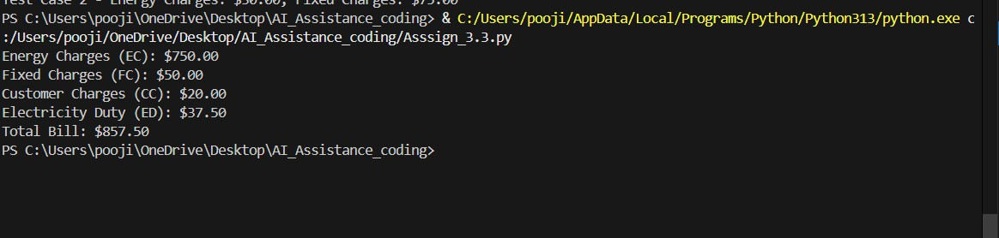 Test Case 2 - Energy Charges: $50.00, Fixed Charges: $75.00
PS C:\Users\pooji\OneDrive\Desktop\AI_Assistance_coding> & C:/Users/pooji/AppData/Local/Programs/Python/Python313/python.exe c
:/Users/pooji/OneDrive/Desktop/AI_Assistance_coding/Asssign_3.3.py
Energy Charges (EC): $750.00
Fixed Charges (FC): $50.00
Customer Charges (CC): $20.00
Electricity Duty (ED): $37.50
Total Bill: $857.50
PS C:\Users\pooji\OneDrive\Desktop\AI_Assistance_coding>